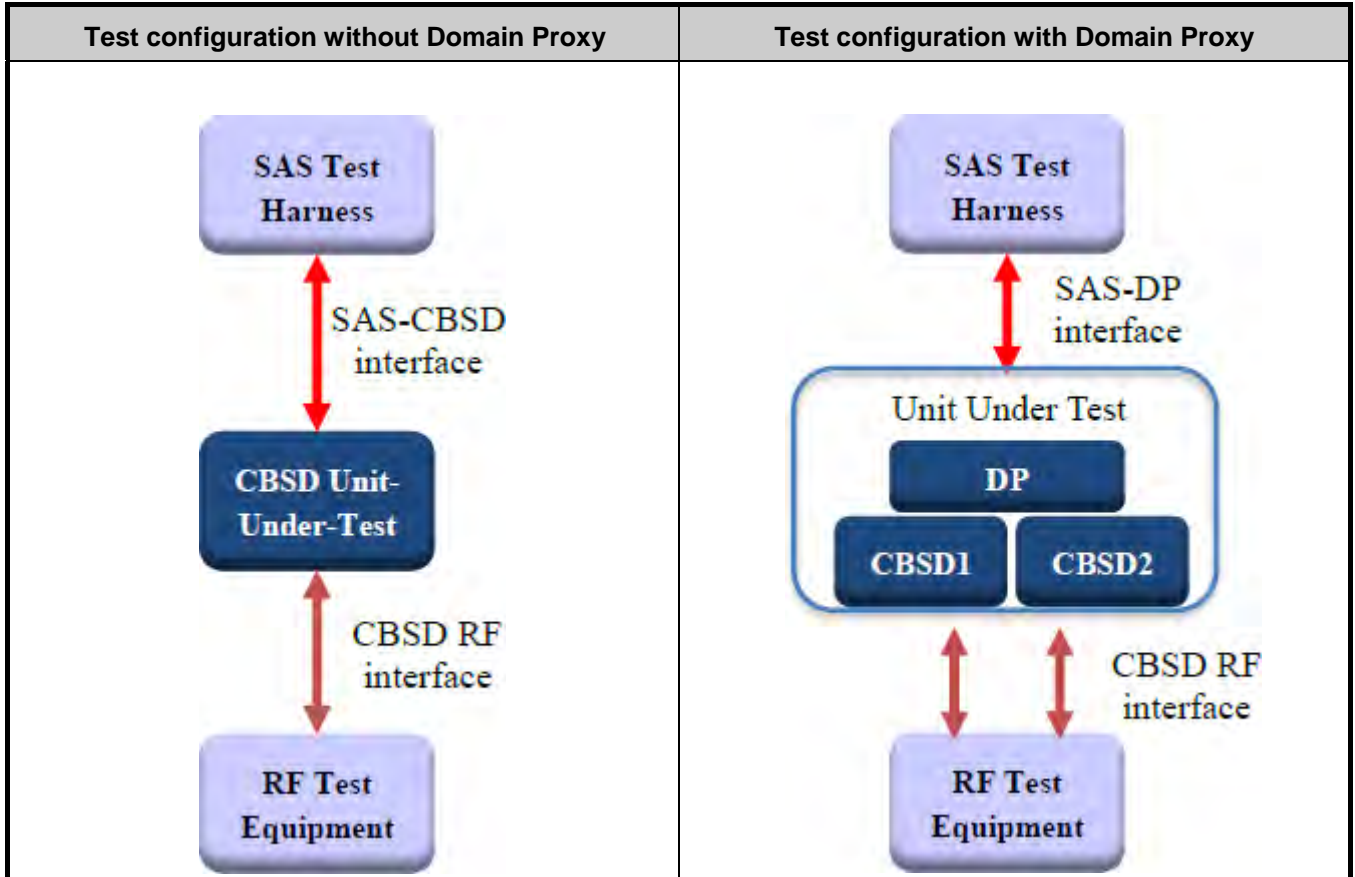 Test configuration without Domain Proxy
Test configuration with Domain Proxy
SAS Test
Harness
SAS-CBSD
interface
CBSD Unit-
Under-Test
CBSD RF
interface
RF Test
Equipment
SAS Test
Harness
SAS-DP
interface
Unit Under Test
DP
CBSD1
CBSD2
CBSD RF
interface
RF Test
Equipment